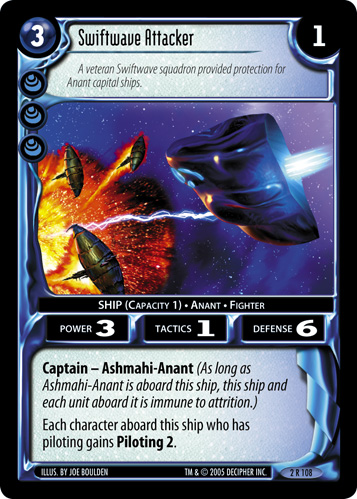 3 Swiftwave Attacker 1
A veteran Swiftwave squadron provided protection for
Anant capital ships.
SHIP (CAPACITY 1) • ANANT • FIGHTER
POWER 3 TACTICS 1 DEFENSE 6
Captain – Ashmahi-Anant (As long as
Ashmahi-Anant is aboard this ship, this ship and
each unit aboard it is immune to attrition.)
Each character aboard this ship who has
piloting gains Piloting 2.
ILLUS. BY JOE BOULDEN TM & © 2005 DECIPHER INC. 2 R 108